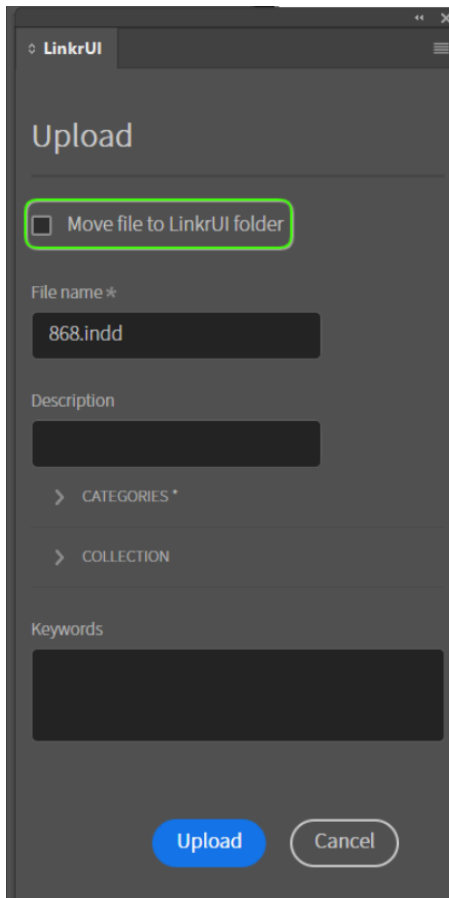 LinkrUI
Upload
Move file to LinkrUI folder
File name *
868.indd
Description
CATEGORIES *
COLLECTION
Keywords
Upload Cancel